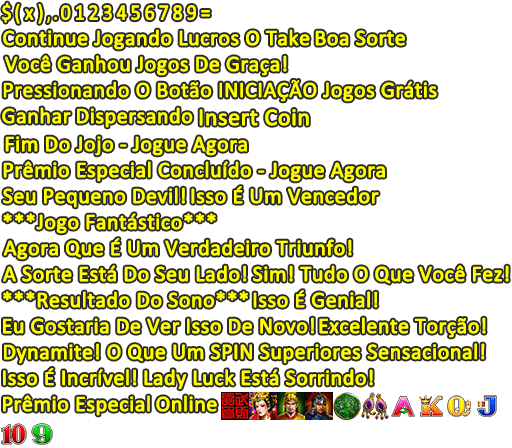 $(x),.0123456789=
Continue Jogando Lucros O Take Boa Sorte
Você Ganhou Jogos De Graça!
Pressionando O Botão INICIAÇÃO Jogos Grátis
Ganhar Dispersando Insert Coin
Fim Do Jojo - Jogue Agora
Prêmio Especial Concluído - Jogue Agora
Seu Pequeno Devil! Isso É Um Vencedor
***Jogo Fantástico***
Agora Que É Um Verdadeiro Triunfo!
A Sorte Está Do Seu Lado! Sim! Tudo O Que Você Fez!
***Resultado Do Sono*** Isso É Genial!
Eu Gostaria De Ver Isso De Novo! Excelente Torção!
Dynamite! O Que Um SPIN Superiores Sensacional!
Isso É Incrível! Lady Luck Está Sorrindo!
Prêmio Especial Online A K Q J
10 9